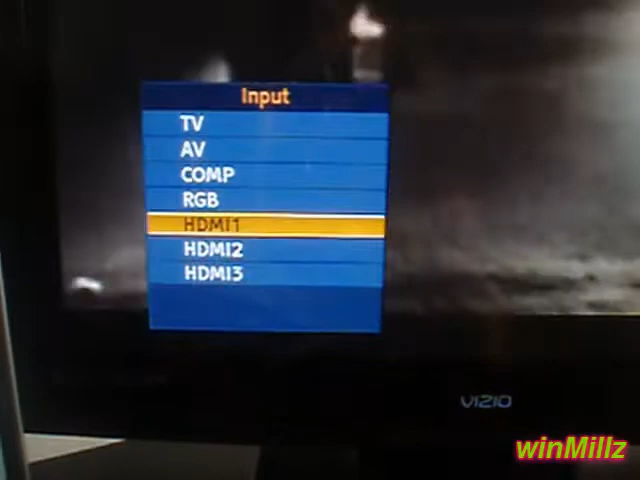 Input
TV
AV
COMP
RGB
HDMI1
HDMI2
HDMI3
VIZIO
winMillz